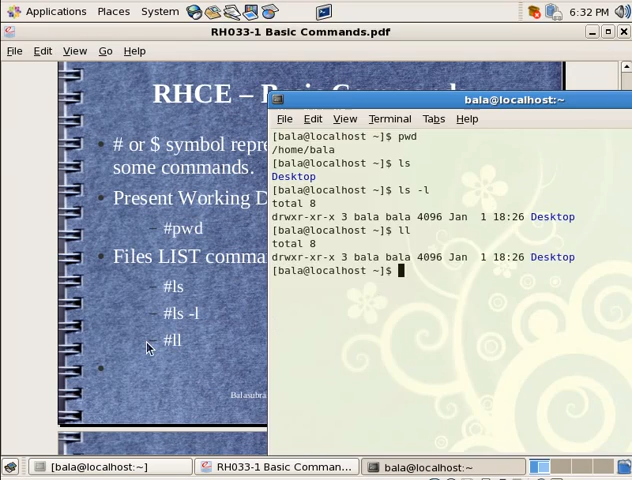 Applications Places System
6:32 PM
RH033-1 Basic Commands.pdf
File Edit View Go Help
RHCE –
# or $ symbol repre
some commands.
Present Working D
– #pwd
Files LIST comma
– #ls
– #ls -l
– #ll
Balasubra
bala@localhost:~
File Edit View Terminal Tabs Help
[bala@localhost ~]$ pwd
/home/bala
[bala@localhost ~]$ ls
Desktop
[bala@localhost ~]$ ls -l
total 8
drwxr-xr-x 3 bala bala 4096 Jan  1 18:26 Desktop
[bala@localhost ~]$ ll
total 8
drwxr-xr-x 3 bala bala 4096 Jan  1 18:26 Desktop
[bala@localhost ~]$
[bala@localhost ~] RH033-1 Basic Comman... bala@localhost:~